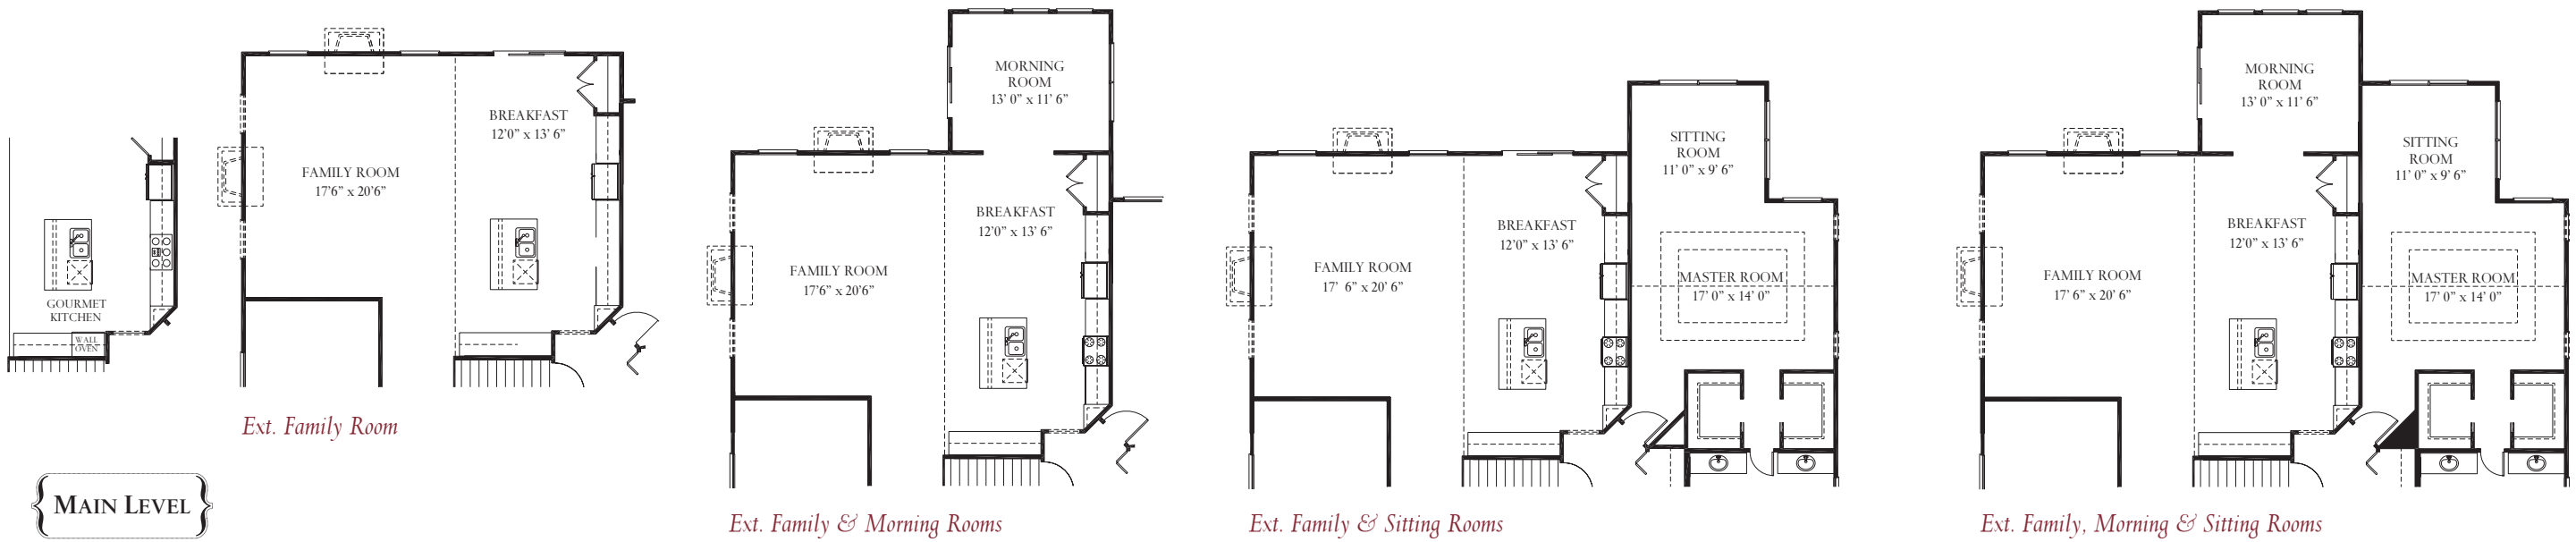 GOURMET
KITCHEN
WALL
OVEN
FAMILY ROOM
17'6" x 20'6"
BREAKFAST
12'0" x 13' 6"
Ext. Family Room
MAIN LEVEL
MORNING
ROOM
13' 0" x 11' 6"
BREAKFAST
12'0" x 13' 6"
FAMILY ROOM
17'6" x 20'6"
Ext. Family & Morning Rooms
SITTING
ROOM
11' 0" x 9' 6"
BREAKFAST
12'0" x 13' 6"
FAMILY ROOM
17' 6" x 20' 6"
MASTER ROOM
17' 0" x 14' 0"
Ext. Family & Sitting Rooms
MORNING
ROOM
13' 0" x 11' 6"
SITTING
ROOM
11' 0" x 9' 6"
BREAKFAST
12'0" x 13' 6"
FAMILY ROOM
17' 6" x 20' 6"
MASTER ROOM
17' 0" x 14' 0"
Ext. Family, Morning & Sitting Rooms